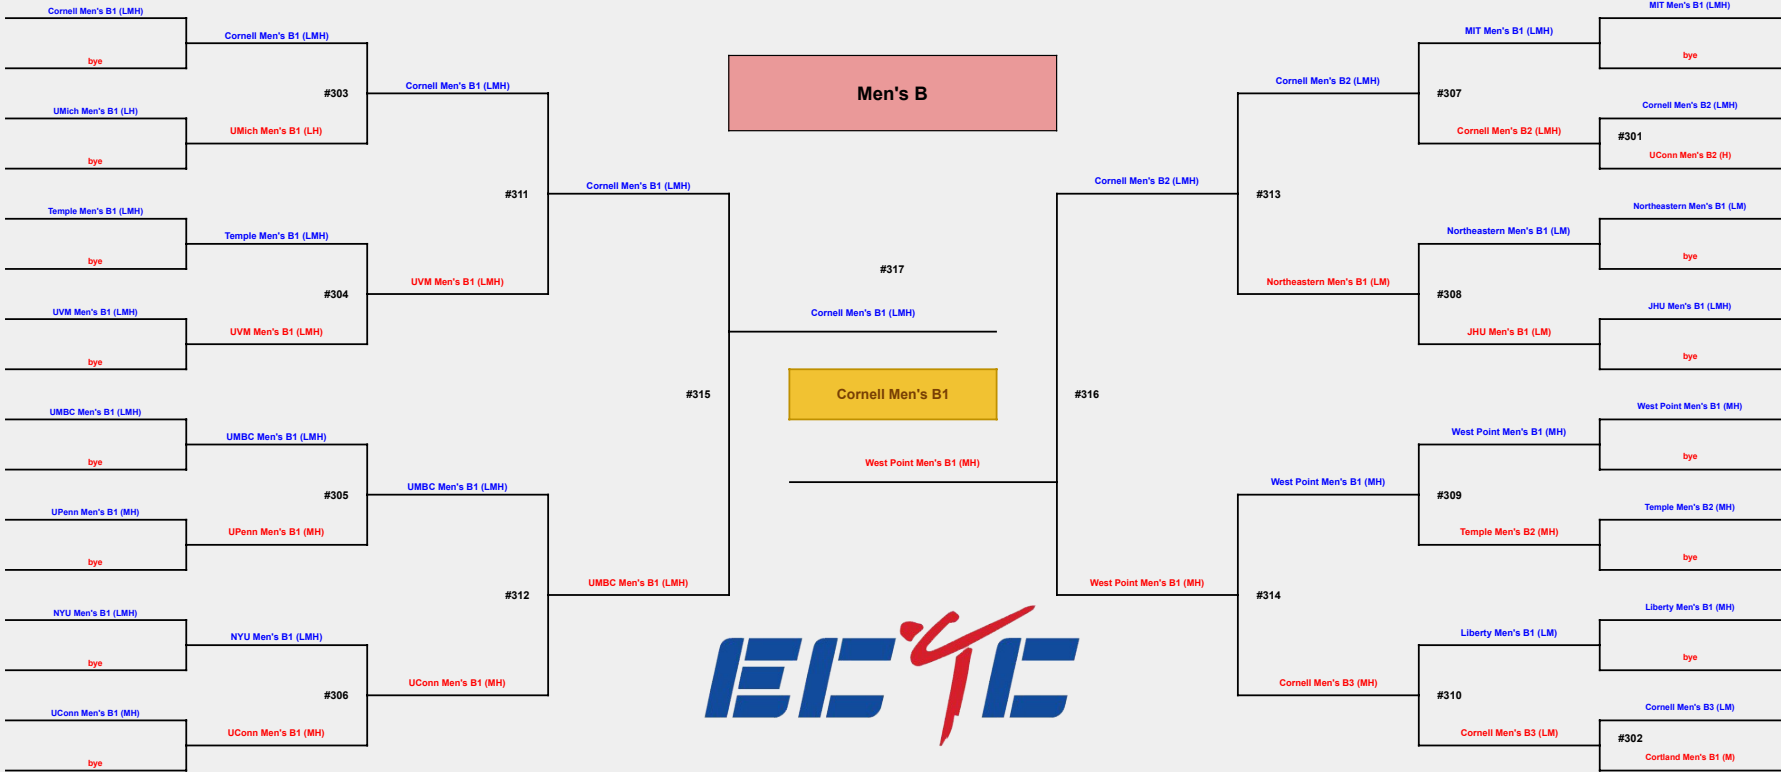 Cornell Men's B1 (LMH)
bye
UMich Men's B1 (LH)
bye
Temple Men's B1 (LMH)
bye
UVM Men's B1 (LMH)
bye
UMBC Men's B1 (LMH)
bye
UPenn Men's B1 (MH)
bye
NYU Men's B1 (LMH)
bye
UConn Men's B1 (MH)
bye
Cornell Men's B1 (LMH)
#303
UMich Men's B1 (LH)
Temple Men's B1 (LMH)
#304
UVM Men's B1 (LMH)
UMBC Men's B1 (LMH)
#305
UPenn Men's B1 (MH)
NYU Men's B1 (LMH)
#306
UConn Men's B1 (MH)
Cornell Men's B1 (LMH)
#311
UVM Men's B1 (LMH)
UMBC Men's B1 (LMH)
#312
UConn Men's B1 (MH)
Cornell Men's B1 (LMH)
#315
UMBC Men's B1 (LMH)
Men's B
#317
Cornell Men's B1 (LMH)
Cornell Men's B1
West Point Men's B1 (MH)
ECTC
Cornell Men's B2 (LMH)
#316
West Point Men's B1 (MH)
Cornell Men's B2 (LMH)
#313
Northeastern Men's B1 (LM)
West Point Men's B1 (MH)
#314
Cornell Men's B3 (MH)
MIT Men's B1 (LMH)
#307
Cornell Men's B2 (LMH)
Northeastern Men's B1 (LM)
#308
JHU Men's B1 (LM)
West Point Men's B1 (MH)
#309
Temple Men's B2 (MH)
Liberty Men's B1 (LM)
#310
Cornell Men's B3 (LM)
MIT Men's B1 (LMH)
bye
Cornell Men's B2 (LMH)
#301
UConn Men's B2 (H)
Northeastern Men's B1 (LM)
bye
JHU Men's B1 (LMH)
bye
West Point Men's B1 (MH)
bye
Temple Men's B2 (MH)
bye
Liberty Men's B1 (MH)
bye
Cornell Men's B3 (LM)
#302
Cortland Men's B1 (M)